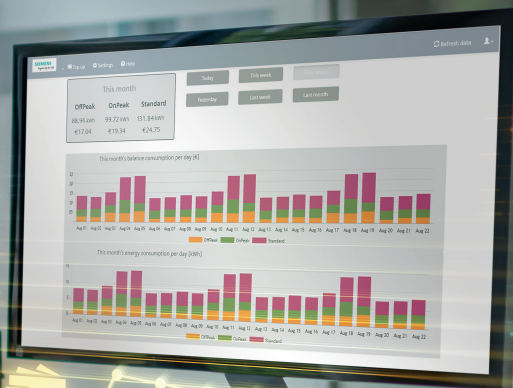 SIEMENS
Top up Settings Help
Refresh data
This month
OffPeak OnPeak Standard
88.94 kwh 99.72 kwh 131.84 kwh
€17.04 €19.34 €24.75
Today This week
Yesterday Last week Last month
This month's balance consumption per day [€]
Aug 01 Aug 02 Aug 03 Aug 04 Aug 05 Aug 06 Aug 07 Aug 08 Aug 09 Aug 10 Aug 11 Aug 12 Aug 13 Aug 14 Aug 15 Aug 16 Aug 17 Aug 18 Aug 19 Aug 20 Aug 21 Aug 22
OffPeak OnPeak Standard
This month's energy consumption per day [kWh]
Aug 01 Aug 02 Aug 03 Aug 04 Aug 05 Aug 06 Aug 07 Aug 08 Aug 09 Aug 10 Aug 11 Aug 12 Aug 13 Aug 14 Aug 15 Aug 16 Aug 17 Aug 18 Aug 19 Aug 20 Aug 21 Aug 22
OffPeak OnPeak Standard